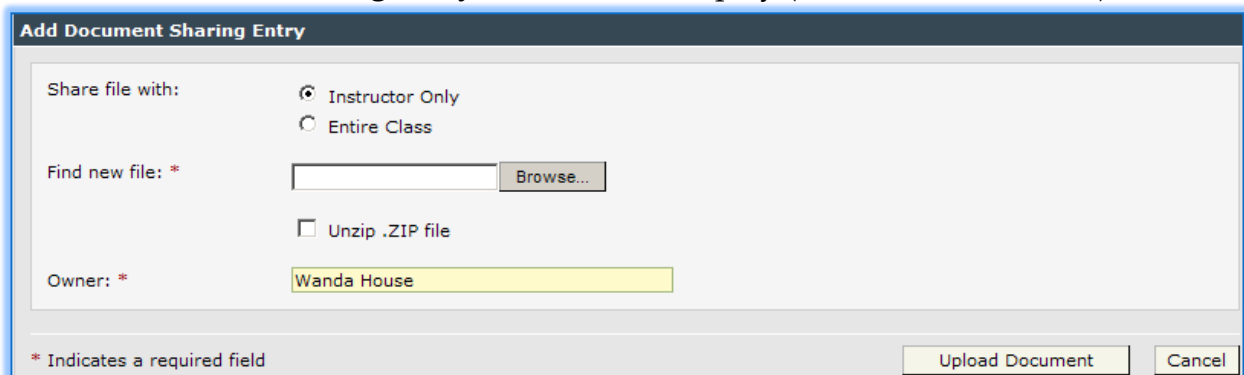 Add Document Sharing Entry
Share file with:
Instructor Only
Entire Class
Find new file: *
Browse...
Unzip .ZIP file
Owner: *
Wanda House
* Indicates a required field
Upload Document
Cancel